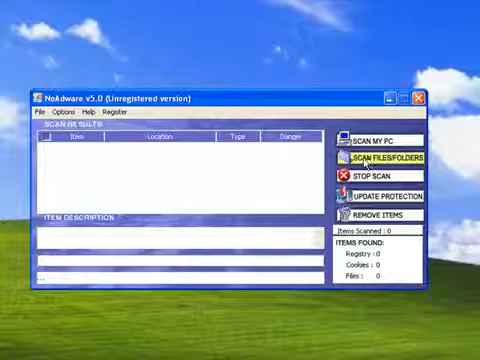 NoAdware v5.0 (Unregistered version)
File Options Help Register
SCAN RESULTS
Item Location Type Danger
ITEM DESCRIPTION
...
SCAN MY PC
SCAN FILES/FOLDERS
STOP SCAN
UPDATE PROTECTION
REMOVE ITEMS
Items Scanned : 0
ITEMS FOUND:
Registry : 0
Cookies : 0
Files : 0